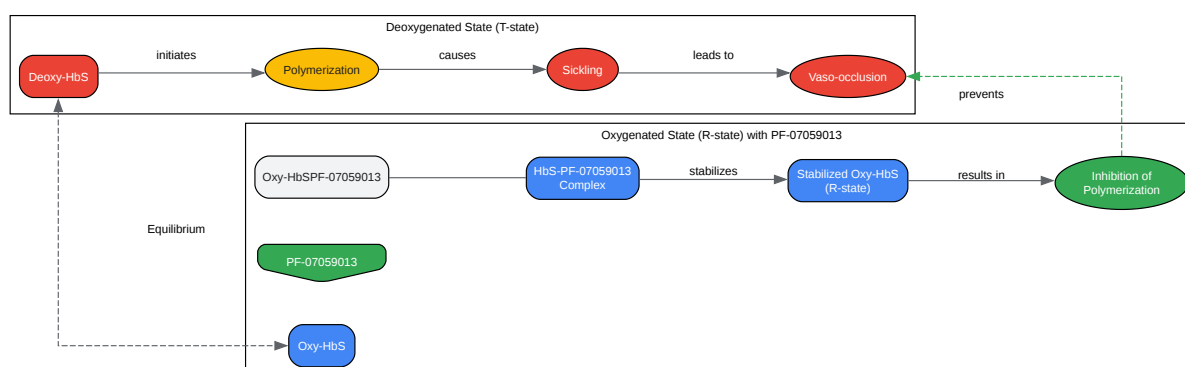 Deoxygenated State (T-state)
Deoxy-HbS
initiates
Polymerization
causes
Sickling
leads to
Vaso-occlusion
prevents
Oxygenated State (R-state) with PF-07059013
Oxy-HbSPF-07059013
HbS-PF-07059013
Complex
stabilizes
Stabilized Oxy-HbS
(R-state)
results in
Inhibition of
Polymerization
Equilibrium
PF-07059013
Oxy-HbS